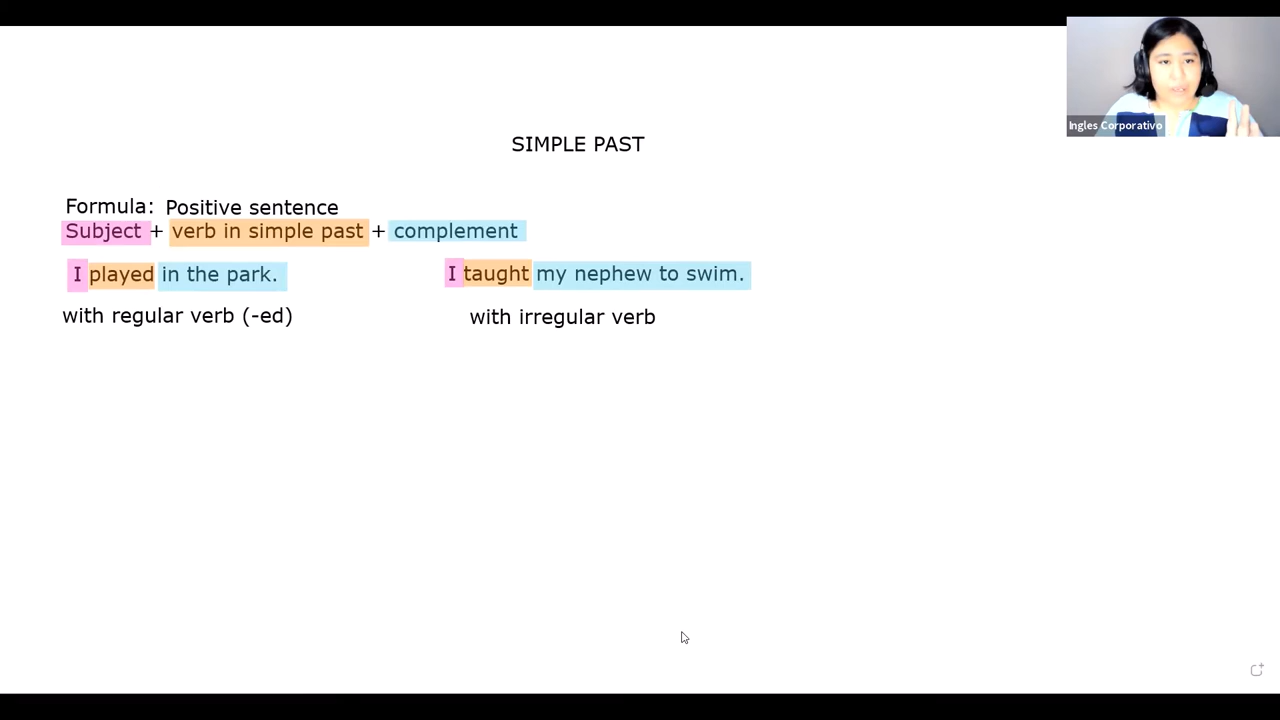 Ingles Corporativo
SIMPLE PAST
Formula: Positive sentence
Subject + verb in simple past + complement
I played in the park.
I taught my nephew to swim.
with regular verb (-ed)
with irregular verb